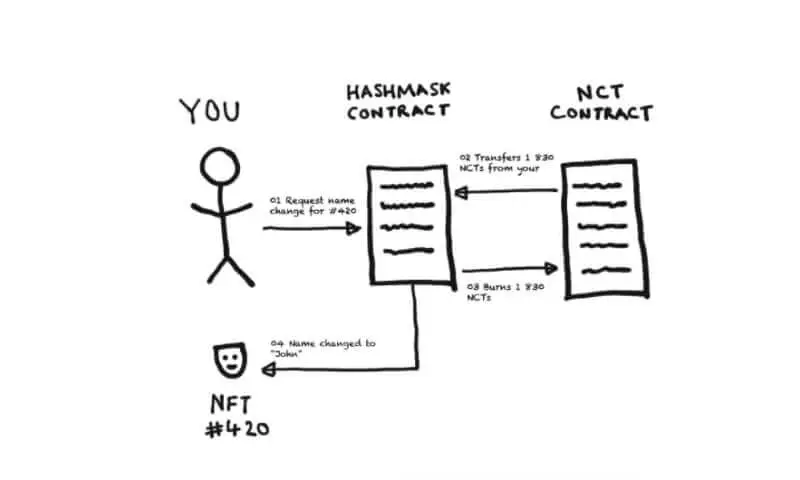 YOU
HASHMASK
CONTRACT
NCT
CONTRACT
01 Request name
change for #420
02 Transfers 1 830
NCTs from your
03 Burns 1 830
NCTs
04 Name changed to
"John"
NFT
#420